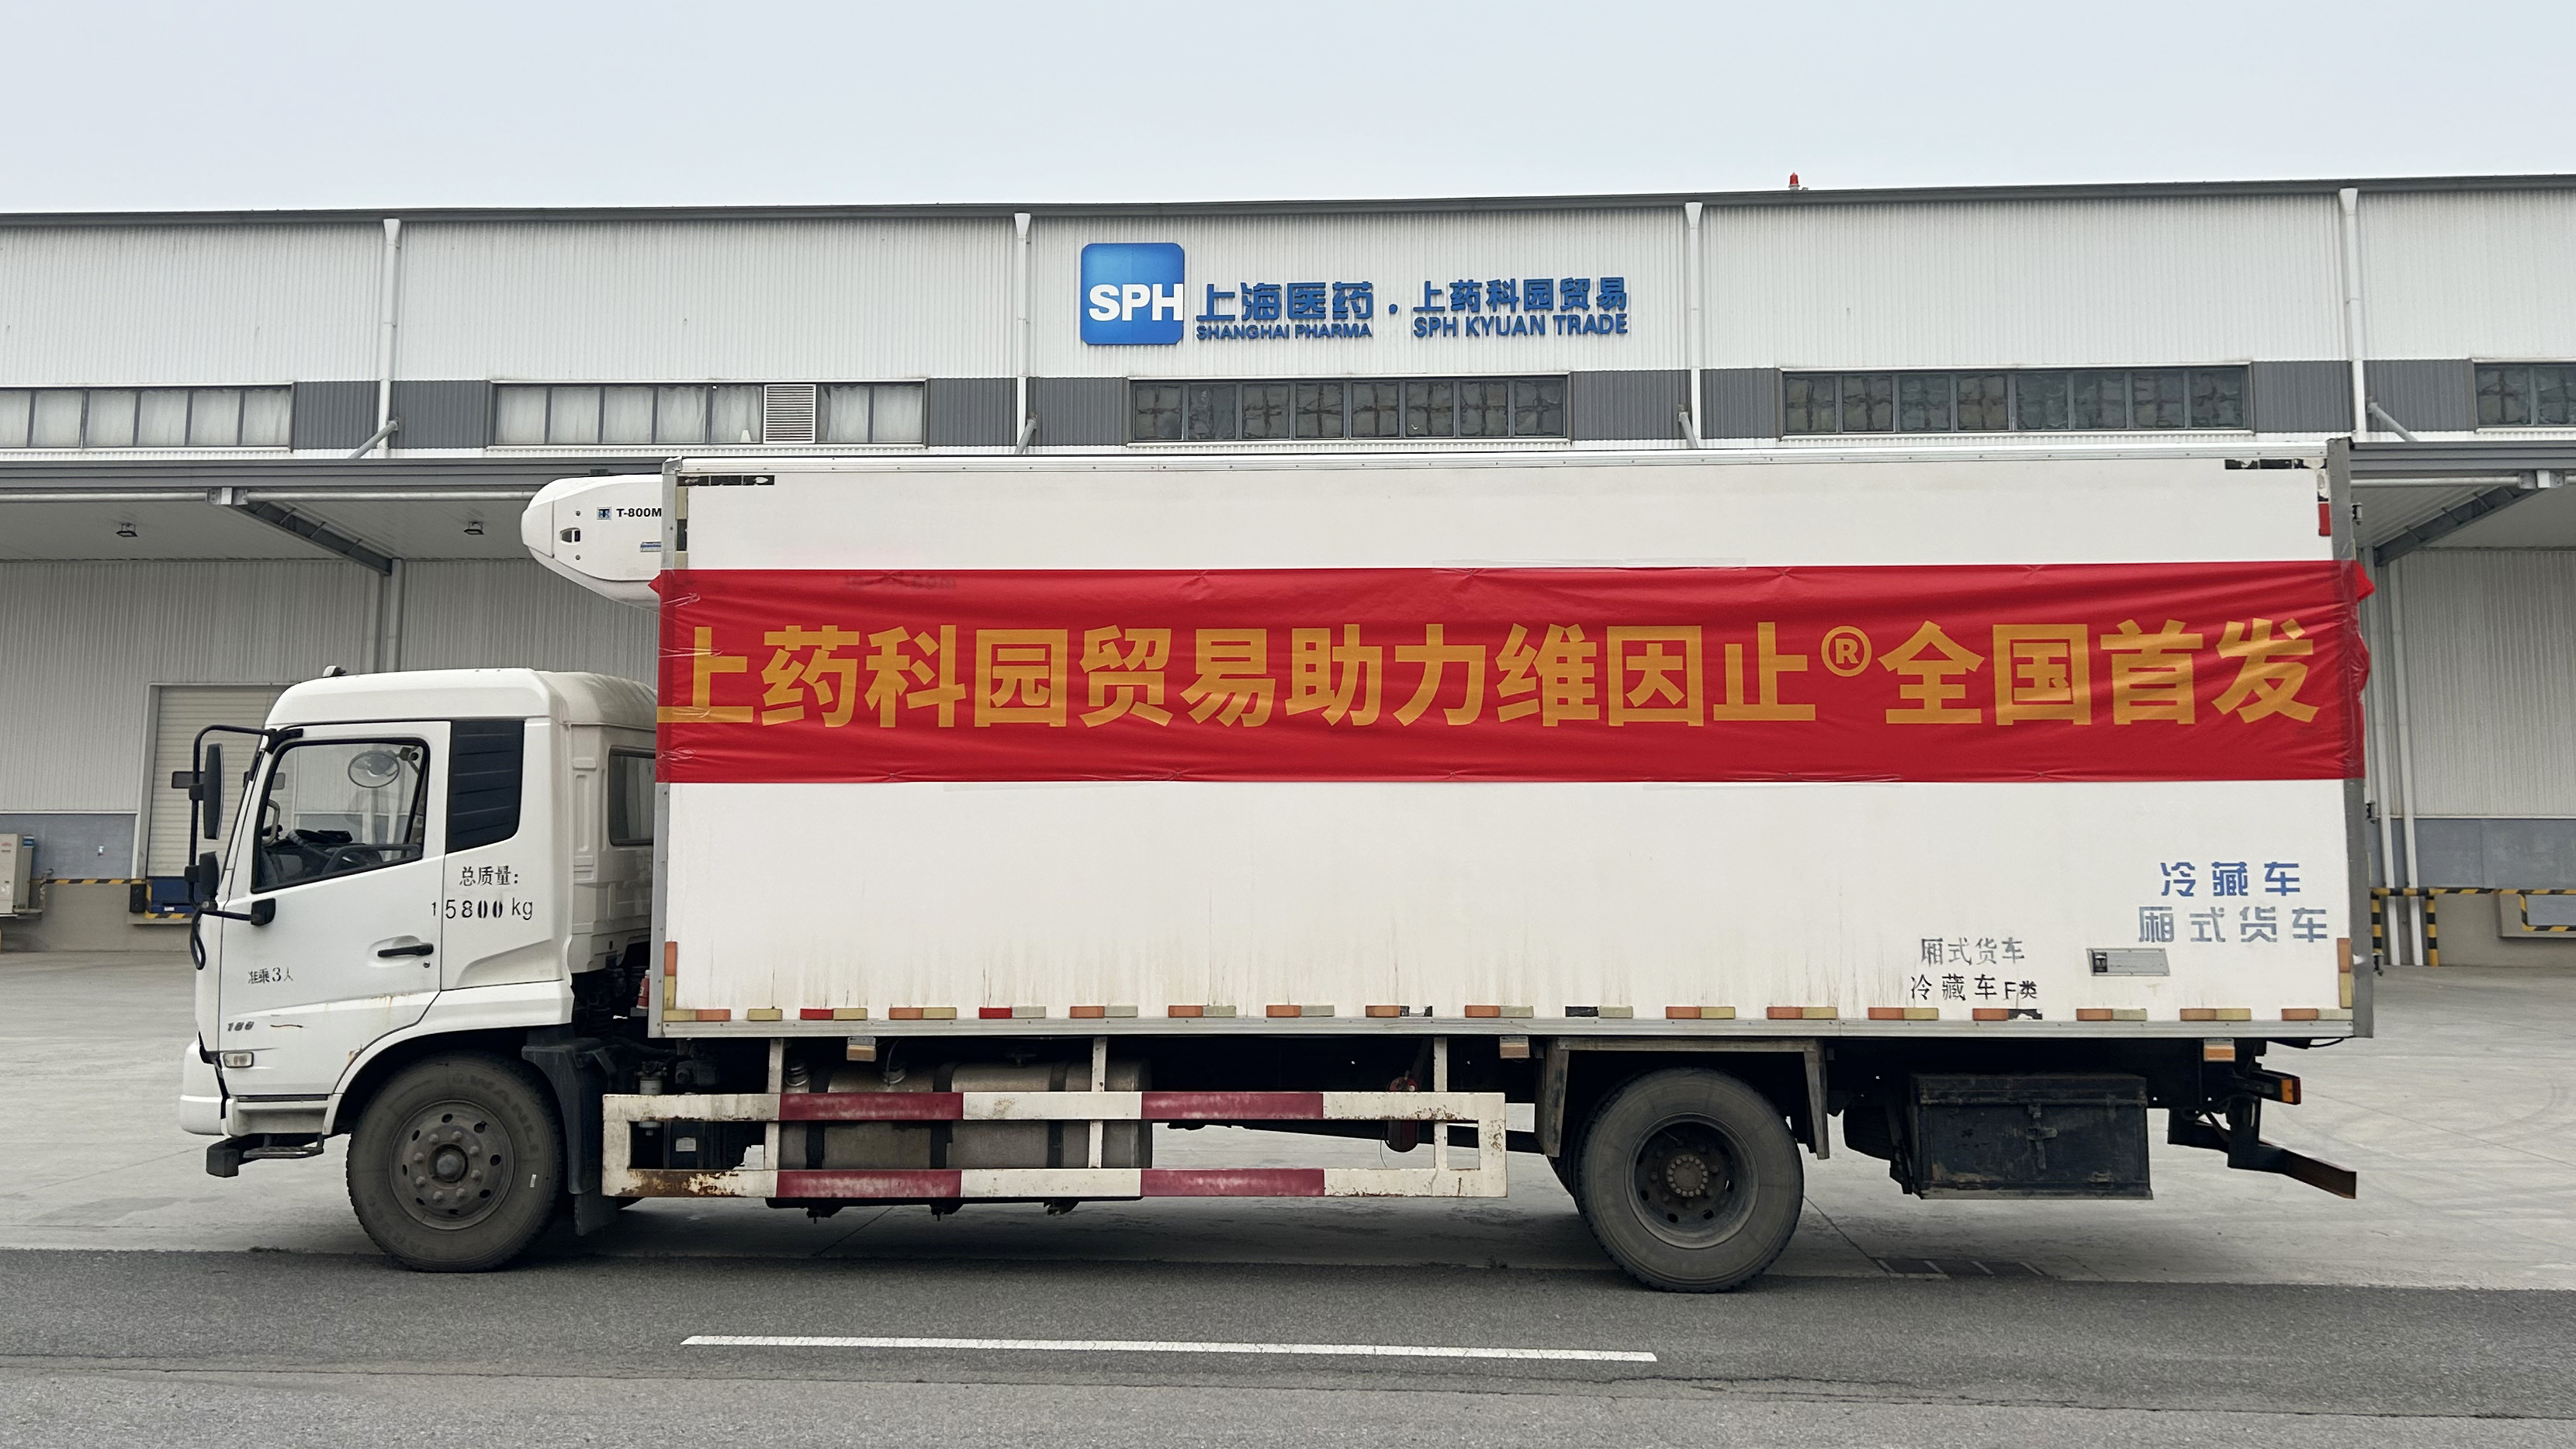 SPH
上海医药 · 上药科园贸易
SHANGHAI PHARMA SPH KYUAN TRADE
T-800M
上药科园贸易助力维因止®全国首发
总质量:
15800 kg
准乘3人
冷藏车
厢式货车
厢式货车
冷藏车F类